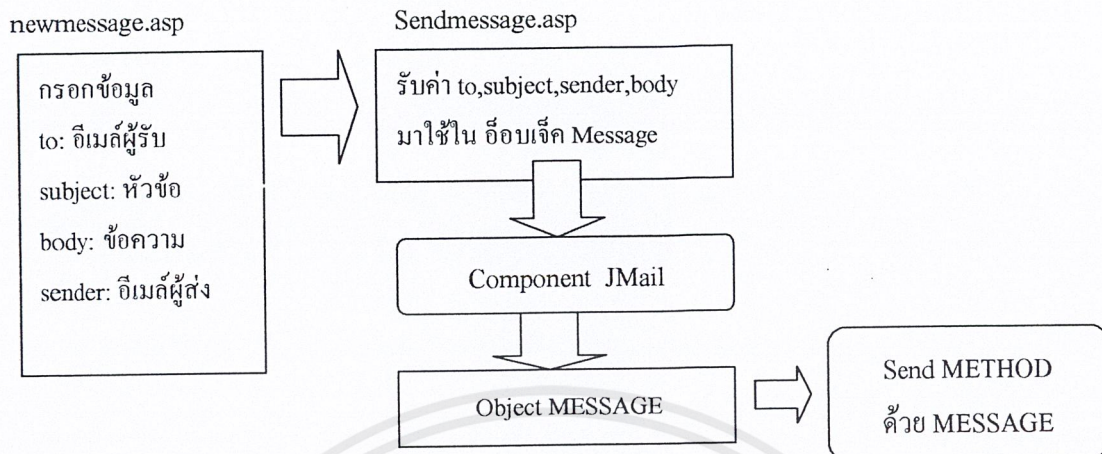 newmessage.asp
กรอกข้อมูล
to: อีเมล์ผู้รับ
subject: หัวข้อ
body: ข้อความ
sender: อีเมล์ผู้ส่ง
Sendmessage.asp
รับค่า to,subject,sender,body
มาใช้ใน อ็อบเจ็ค Message
Component JMail
Object MESSAGE
Send METHOD
ด้วย MESSAGE